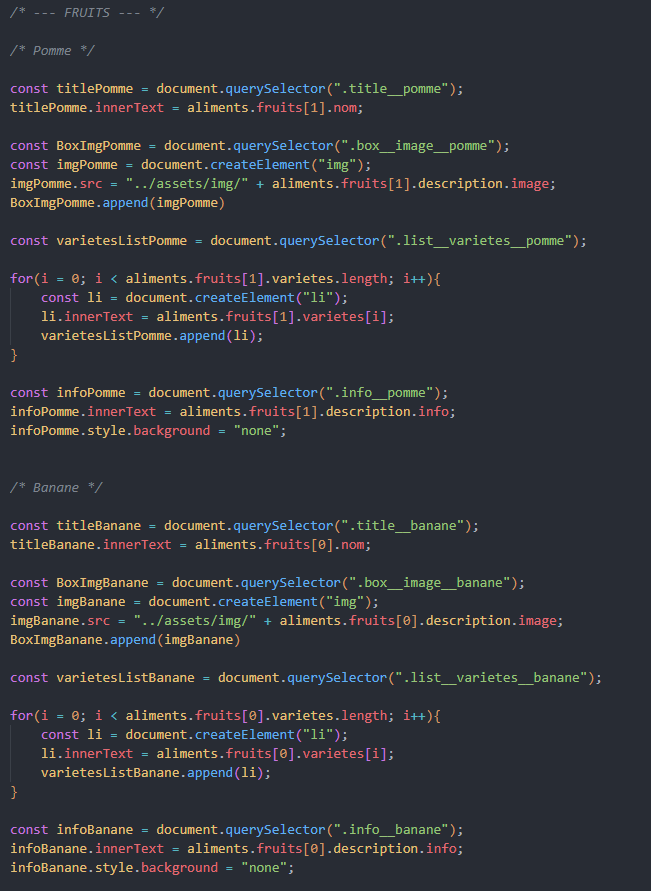 /* --- FRUITS --- */
/* Pomme */
const titlePomme = document.querySelector(".title__pomme");
titlePomme.innerText = aliments.fruits[1].nom;
const BoxImgPomme = document.querySelector(".box__image__pomme");
const imgPomme = document.createElement("img");
imgPomme.src = "../assets/img/" + aliments.fruits[1].description.image;
BoxImgPomme.append(imgPomme)
const varietesListPomme = document.querySelector(".list__varietes__pomme");
for(i = 0; i < aliments.fruits[1].varietes.length; i++){
    const li = document.createElement("li");
    li.innerText = aliments.fruits[1].varietes[i];
    varietesListPomme.append(li);
}
const infoPomme = document.querySelector(".info__pomme");
infoPomme.innerText = aliments.fruits[1].description.info;
infoPomme.style.background = "none";
/* Banane */
const titleBanane = document.querySelector(".title__banane");
titleBanane.innerText = aliments.fruits[0].nom;
const BoxImgBanane = document.querySelector(".box__image__banane");
const imgBanane = document.createElement("img");
imgBanane.src = "../assets/img/" + aliments.fruits[0].description.image;
BoxImgBanane.append(imgBanane)
const varietesListBanane = document.querySelector(".list__varietes__banane");
for(i = 0; i < aliments.fruits[0].varietes.length; i++){
    const li = document.createElement("li");
    li.innerText = aliments.fruits[0].varietes[i];
    varietesListBanane.append(li);
}
const infoBanane = document.querySelector(".info__banane");
infoBanane.innerText = aliments.fruits[0].description.info;
infoBanane.style.background = "none";